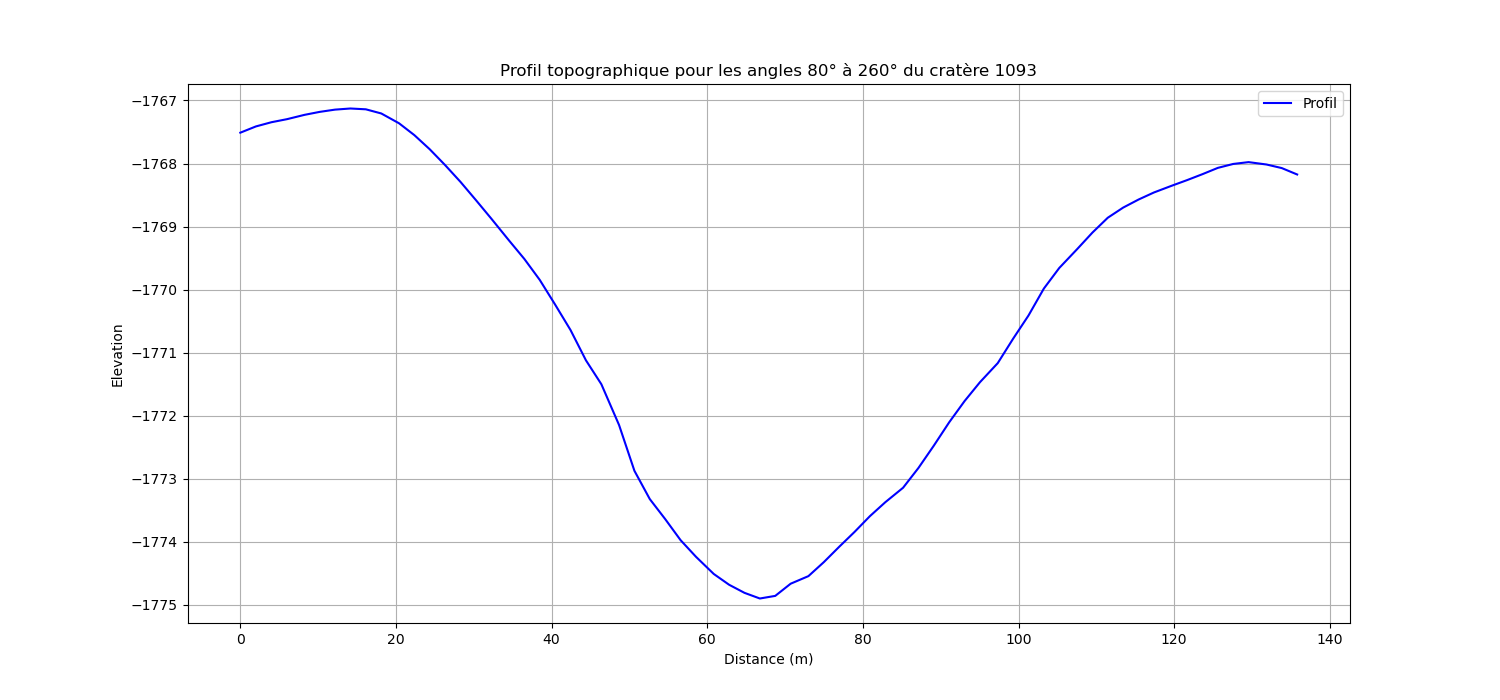 Profil topographique pour les angles 80° à 260° du cratère 1093
Profil
−1767
−1768
−1769
−1770
−1771
−1772
−1773
−1774
−1775
Elevation
0 20 40 60 80 100 120 140
Distance (m)